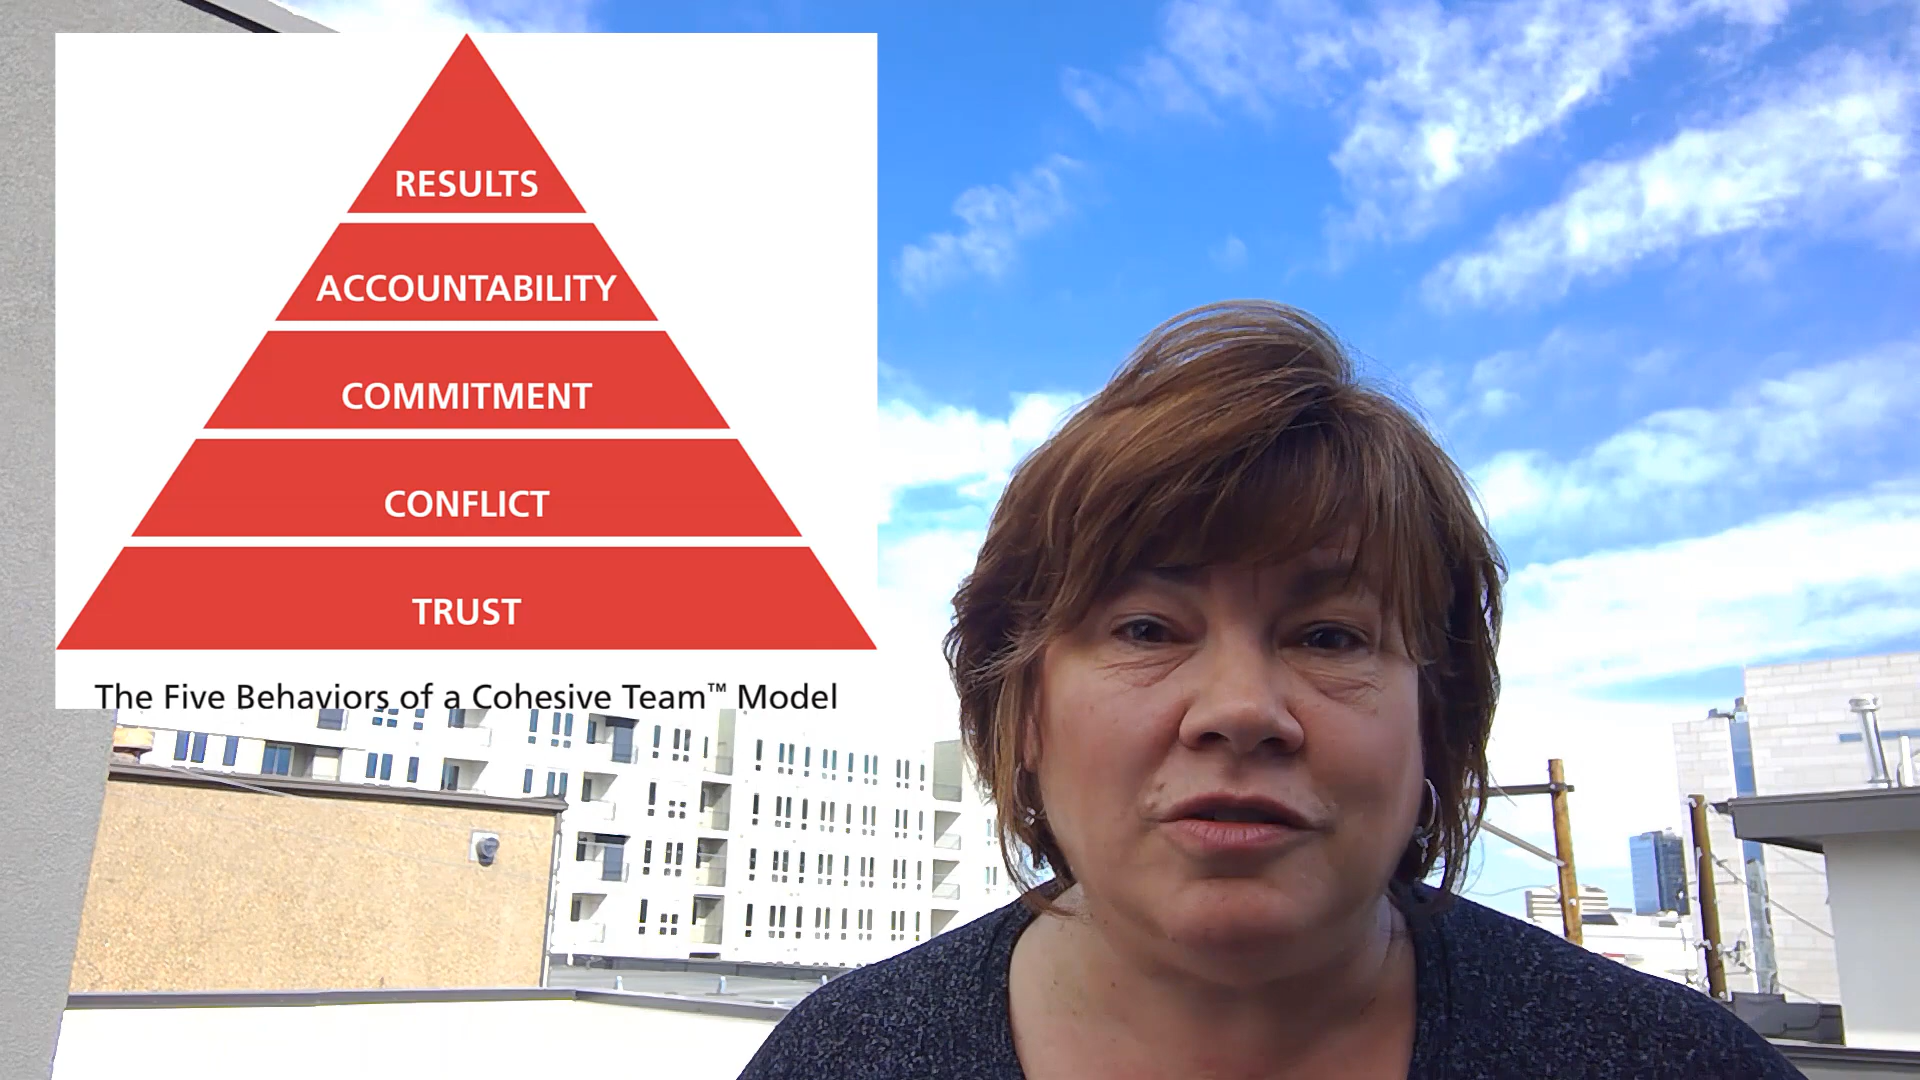 RESULTS
ACCOUNTABILITY
COMMITMENT
CONFLICT
TRUST
The Five Behaviors of a Cohesive Team™ Model